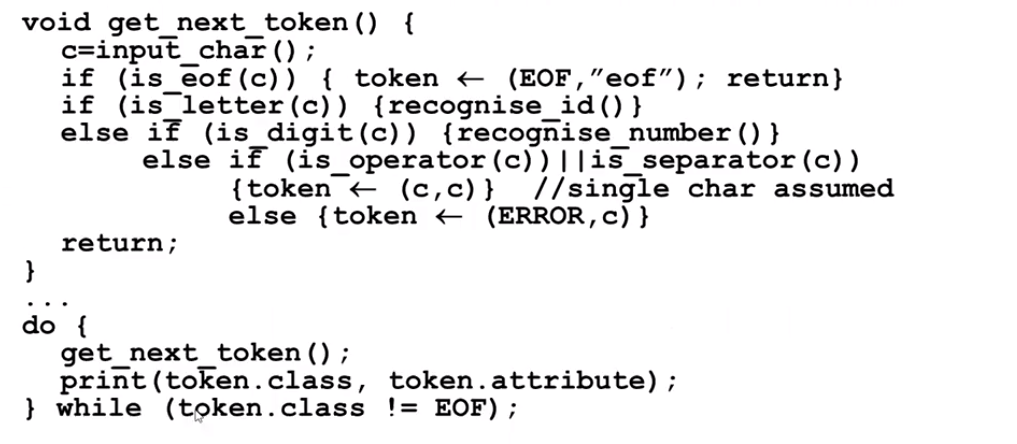 void get_next_token() {
c=input_char();
if (is_eof(c)) { token ← (EOF,"eof"); return}
if (is_letter(c)) {recognise_id()}
else if (is_digit(c)) {recognise_number()}
else if (is_operator(c))||is_separator(c))
{token ← (c,c)} //single char assumed
else {token ← (ERROR,c)}
return;
}
...
do {
get_next_token();
print(token.class, token.attribute);
} while (token.class != EOF);